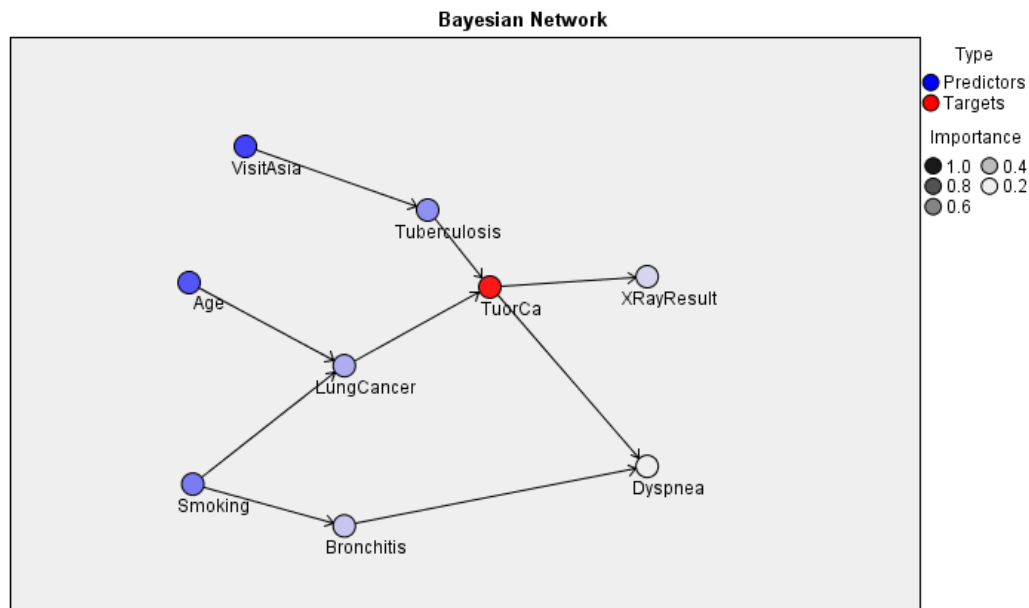 Bayesian Network
VisitAsia
Tuberculosis
Age
TuorCa
XRayResult
LungCancer
Smoking
Dyspnea
Bronchitis
Type
Predictors
Targets
Importance
1.0 0.4
0.8 0.2
0.6